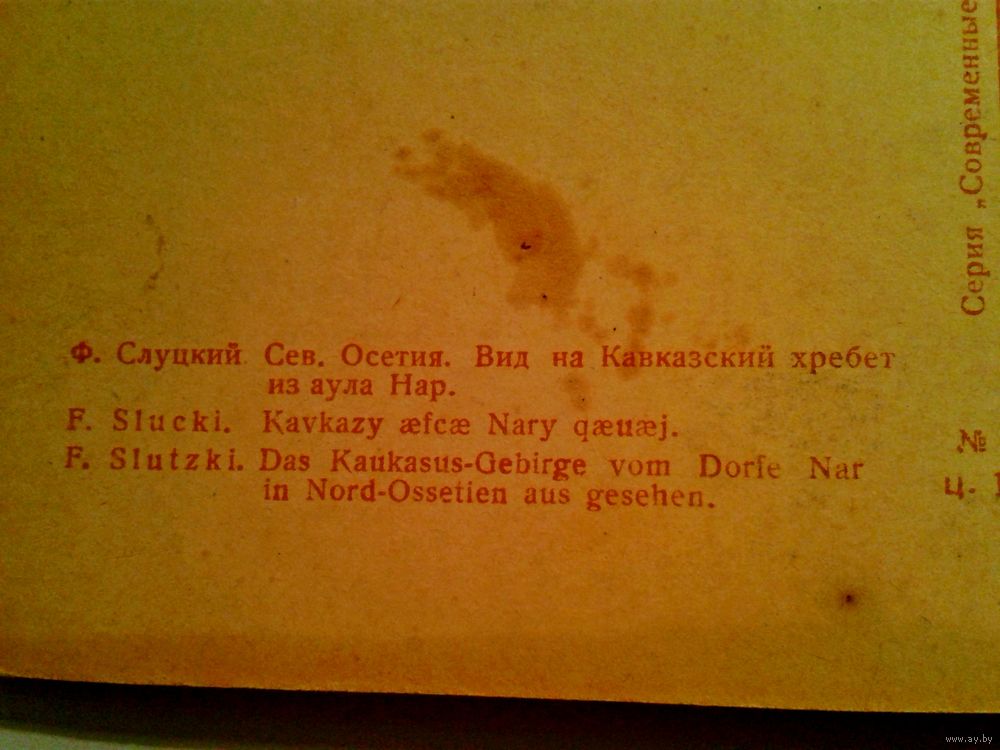 Ф. Слуцкий Сев. Осетия. Вид на Кавказский хребет
из аула Нар.
F. Slucki. Kavkazy æfcæ Nary qæuæj.
F. Slutzki. Das Kaukasus-Gebirge vom Dorfe Nar
in Nord-Ossetien aus gesehen.
Серия „Современные
№
Ц.
www.ay.by